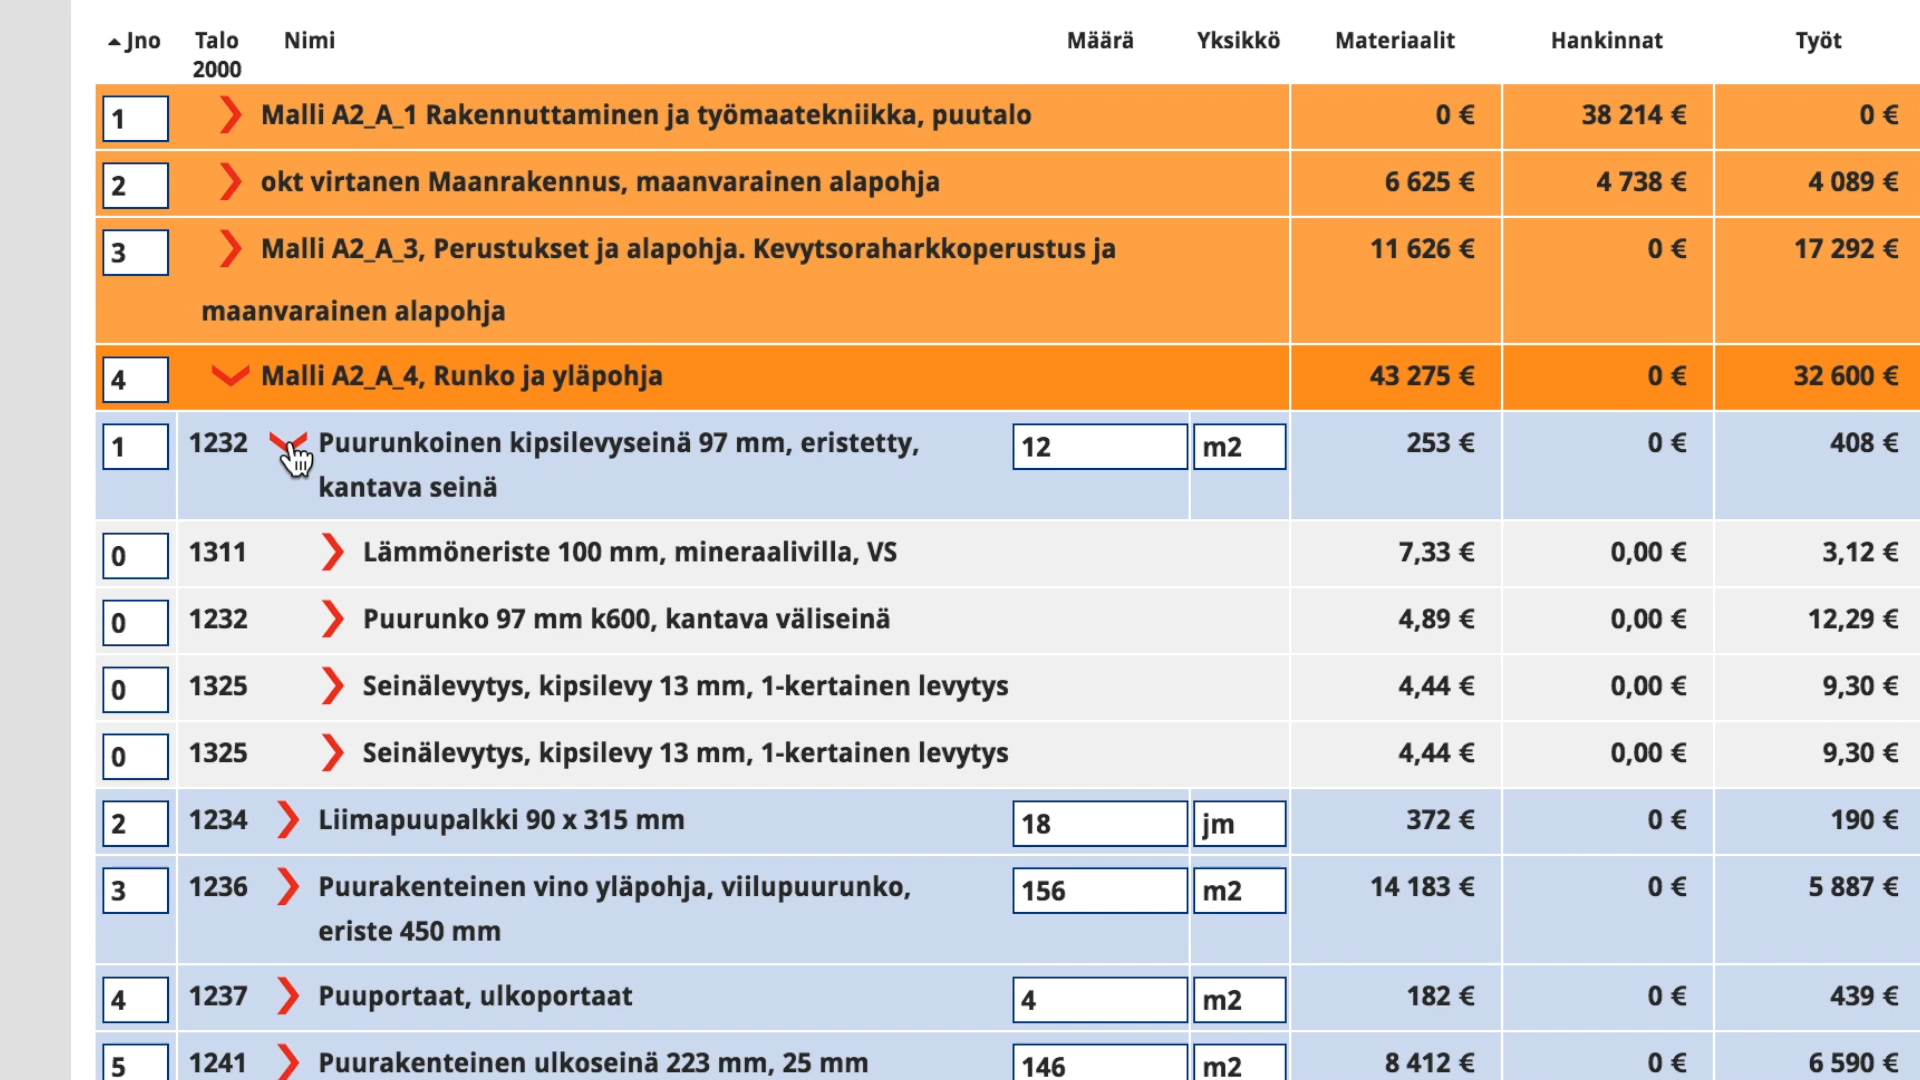 Jno Talo 2000 Nimi Määrä Yksikkö Materiaalit Hankinnat Työt
1 Malli A2_A_1 Rakennuttaminen ja työmaatekniikka, puutalo 0 € 38 214 € 0 €
2 okt virtanen Maanrakennus, maanvarainen alapohja 6 625 € 4 738 € 4 089 €
3 Malli A2_A_3, Perustukset ja alapohja. Kevytsoraharkkoperustus ja 11 626 € 0 € 17 292 €
maanvarainen alapohja
4 Malli A2_A_4, Runko ja yläpohja 43 275 € 0 € 32 600 €
1 1232 Puurunkoinen kipsilevyseinä 97 mm, eristetty, 12 m2 253 € 0 € 408 €
kantava seinä
0 1311 Lämmöneriste 100 mm, mineraalivilla, VS 7,33 € 0,00 € 3,12 €
0 1232 Puurunko 97 mm k600, kantava väliseinä 4,89 € 0,00 € 12,29 €
0 1325 Seinälevytys, kipsilevy 13 mm, 1-kertainen levytys 4,44 € 0,00 € 9,30 €
0 1325 Seinälevytys, kipsilevy 13 mm, 1-kertainen levytys 4,44 € 0,00 € 9,30 €
2 1234 Liimapuupalkki 90 x 315 mm 18 jm 372 € 0 € 190 €
3 1236 Puurakenteinen vino yläpohja, viilupuurunko, 156 m2 14 183 € 0 € 5 887 €
eriste 450 mm
4 1237 Puuportaat, ulkoportaat 4 m2 182 € 0 € 439 €
5 1241 Puurakenteinen ulkoseinä 223 mm, 25 mm 146 m2 8 412 € 0 € 6 590 €